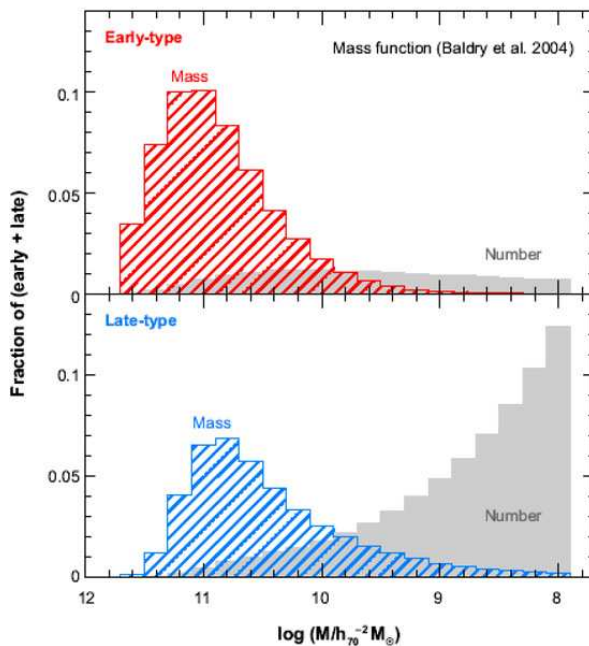 Early-type
Mass function (Baldry et al. 2004)
Mass
0.1
0.05
Number
0
Late-type
0.1
Mass
0.05
Number
0
12 11 10 9 8
log (M/h₇₀⁻² M⊙)
Fraction of (early + late)